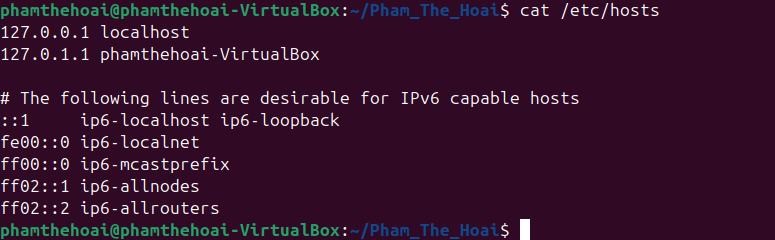 phamthehoai@phamthehoai-VirtualBox:~/Pham_The_Hoai$ cat /etc/hosts
127.0.0.1 localhost
127.0.1.1 phamthehoai-VirtualBox
# The following lines are desirable for IPv6 capable hosts
::1     ip6-localhost ip6-loopback
fe00::0 ip6-localnet
ff00::0 ip6-mcastprefix
ff02::1 ip6-allnodes
ff02::2 ip6-allrouters
phamthehoai@phamthehoai-VirtualBox:~/Pham_The_Hoai$